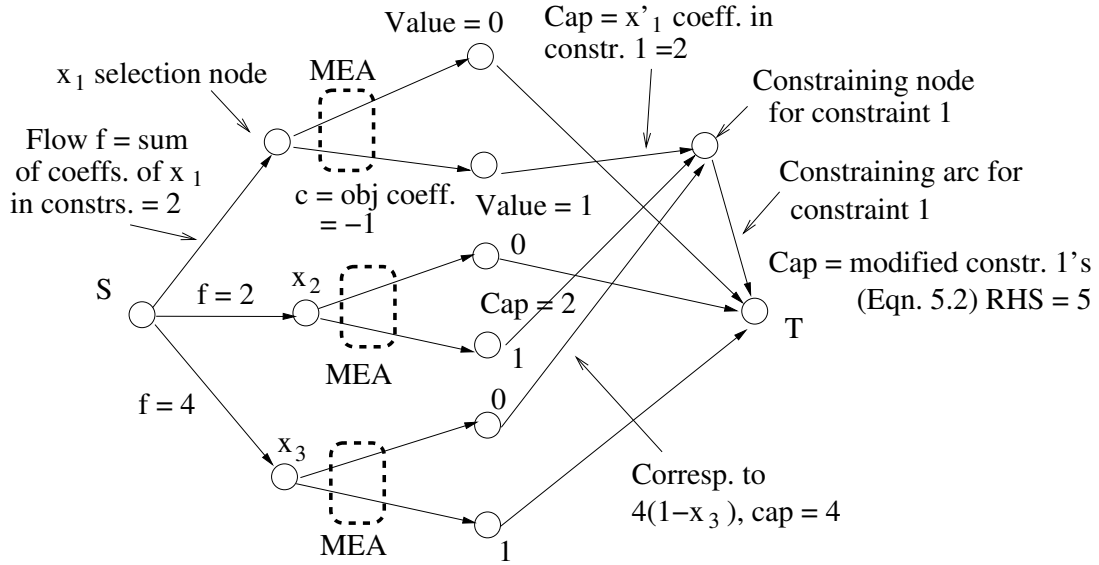 Value = 0
Cap = x'₁ coeff. in
constr. 1 =2
x₁ selection node
MEA
Constraining node
for constraint 1
Flow f = sum
of coeffs. of x₁
in constrs. = 2
c = obj coeff.
= −1
Value = 1
Constraining arc for
constraint 1
S
f = 2
x₂
0
Cap = 2
Cap = modified constr. 1's
(Eqn. 5.2) RHS = 5
T
MEA
1
f = 4
0
x₃
Corresp. to
4(1−x₃), cap = 4
MEA
1